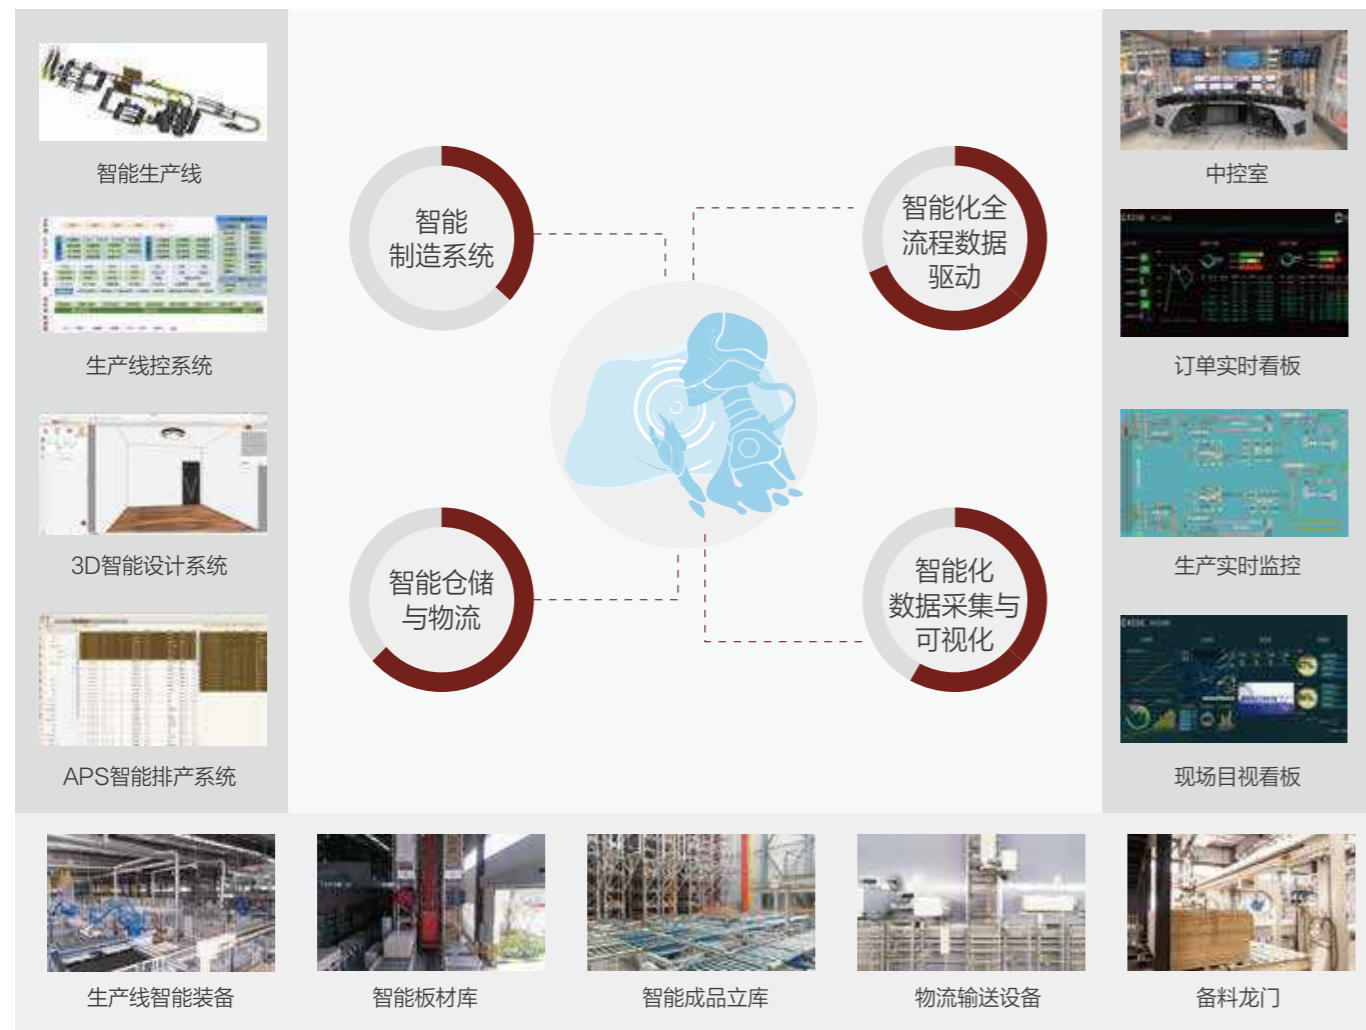 智能生产线
生产线控系统
3D智能设计系统
APS智能排产系统
智能
制造系统
智能化全
流程数据
驱动
智能仓储
与物流
智能化
数据采集与
可视化
中控室
订单实时看板
生产实时监控
现场目视看板
生产线智能装备
智能板材库
智能成品立库
物流输送设备
备料龙门